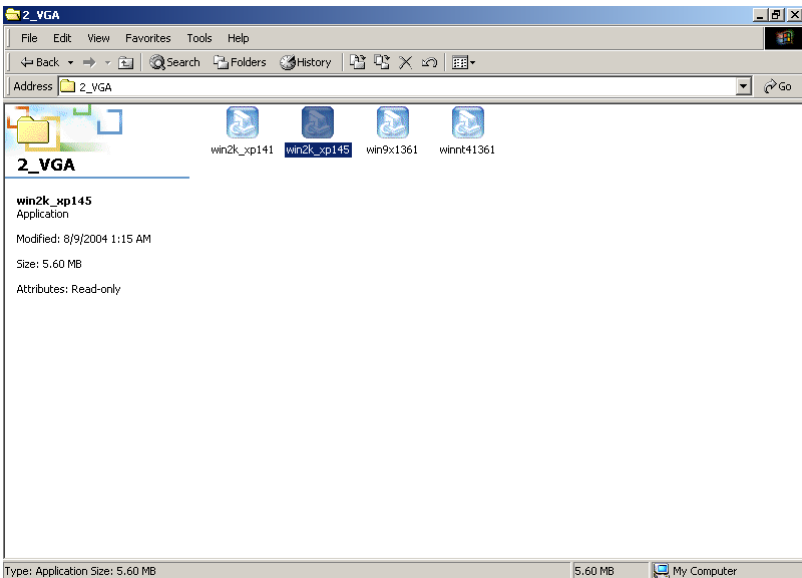 2_VGA
File Edit View Favorites Tools Help
Back Search Folders History
Address 2_VGA Go
2_VGA
win2k_xp145
Application
Modified: 8/9/2004 1:15 AM
Size: 5.60 MB
Attributes: Read-only
win2k_xp141 win2k_xp145 win9x1361 winnt41361
Type: Application Size: 5.60 MB 5.60 MB My Computer